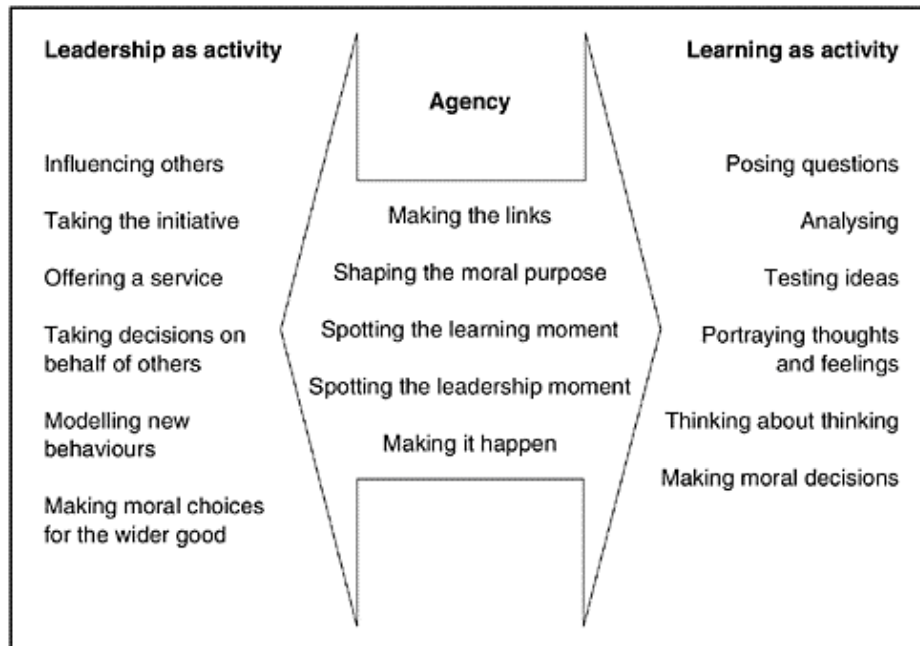 Leadership as activity
Influencing others
Taking the initiative
Offering a service
Taking decisions on
behalf of others
Modelling new
behaviours
Making moral choices
for the wider good
Agency
Making the links
Shaping the moral purpose
Spotting the learning moment
Spotting the leadership moment
Making it happen
Learning as activity
Posing questions
Analysing
Testing ideas
Portraying thoughts
and feelings
Thinking about thinking
Making moral decisions